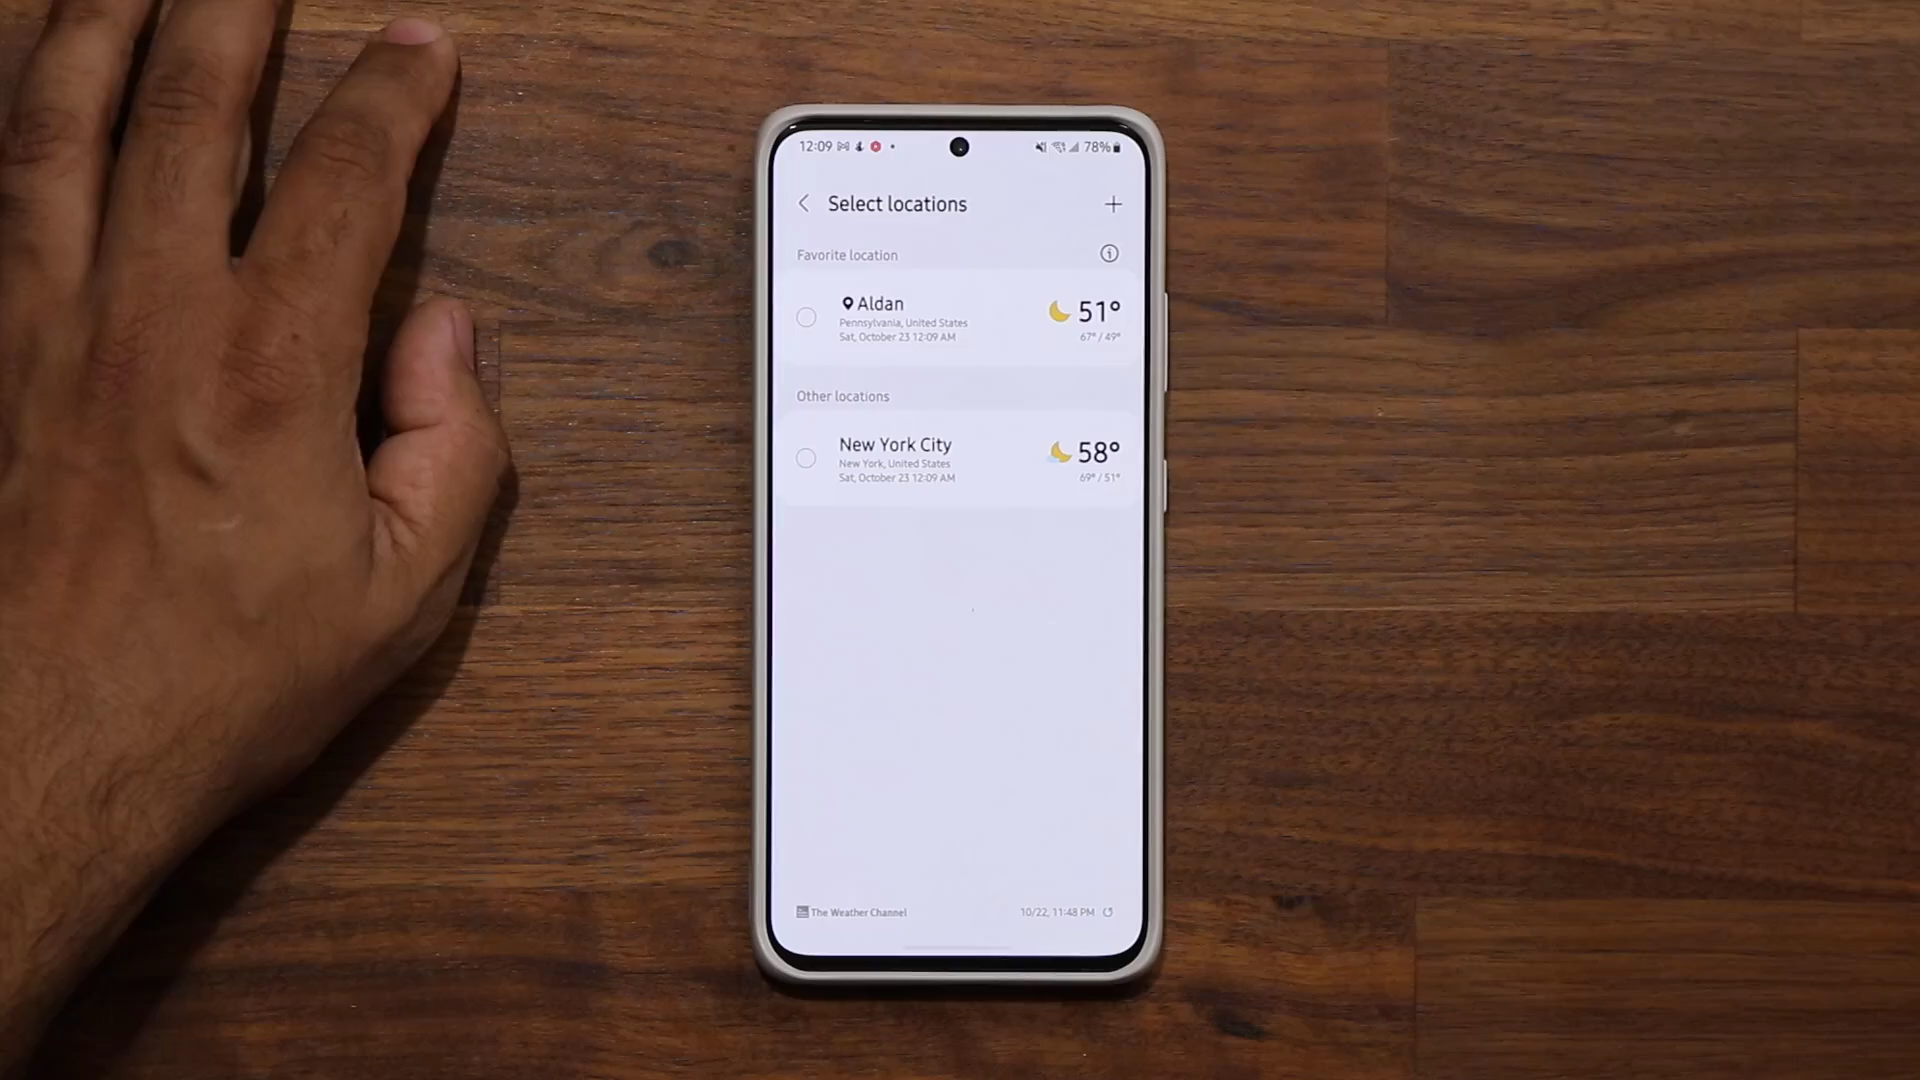 12:09
78%
Select locations
Favorite location
Aldan
51°
Pennsylvania, United States
Sat, October 23 12:09 AM
67° / 49°
Other locations
New York City
58°
New York, United States
Sat, October 23 12:09 AM
69° / 51°
The Weather Channel
10/22, 11:48 PM